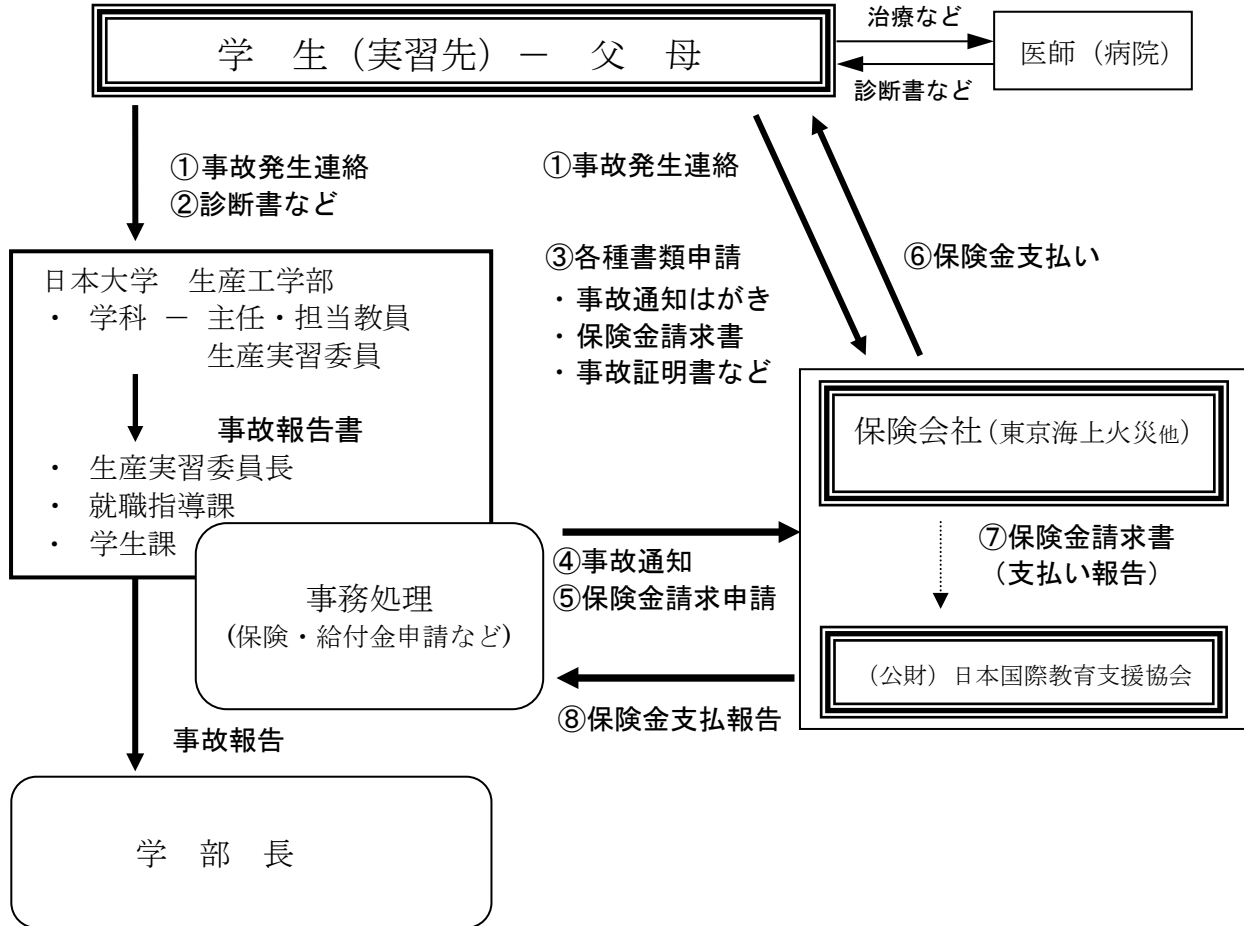 学　生（実習先）－　父　母
治療など
医師（病院）
診断書など
①事故発生連絡
②診断書など
①事故発生連絡
③各種書類申請
・事故通知はがき
・保険金請求書
・事故証明書など
⑥保険金支払い
日本大学　生産工学部
・　学科　－　主任・担当教員
生産実習委員
事故報告書
・　生産実習委員長
・　就職指導課
・　学生課
事務処理
(保険・給付金申請など)
④事故通知
⑤保険金請求申請
⑧保険金支払報告
保険会社（東京海上火災他）
⑦保険金請求書
（支払い報告）
（公財）日本国際教育支援協会
事故報告
学　部　長